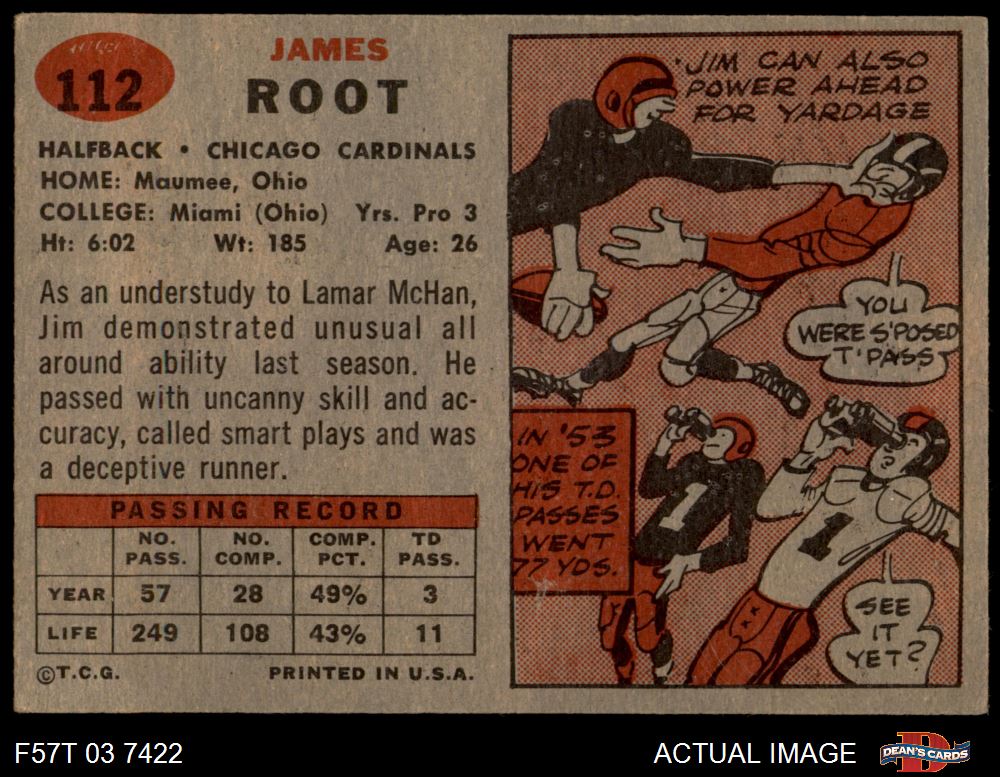 112
JAMES
ROOT
HALFBACK • CHICAGO CARDINALS
HOME: Maumee, Ohio
COLLEGE: Miami (Ohio) Yrs. Pro 3
Ht: 6:02 Wt: 185 Age: 26
As an understudy to Lamar McHan,
Jim demonstrated unusual all
around ability last season. He
passed with uncanny skill and ac-
curacy, called smart plays and was
a deceptive runner.
PASSING RECORD
NO. PASS. NO. COMP. COMP. PCT. TD PASS.
YEAR 57 28 49% 3
LIFE 249 108 43% 11
©T.C.G. PRINTED IN U.S.A.
JIM CAN ALSO
POWER AHEAD
FOR YARDAGE
YOU
WERE S'POSED
T'PASS
IN '53
ONE OF
HIS T.D.
PASSES
WENT
77 YDS.
1
1
SEE
IT
YET?
F57T 03 7422
ACTUAL IMAGE
DEAN'S CARDS